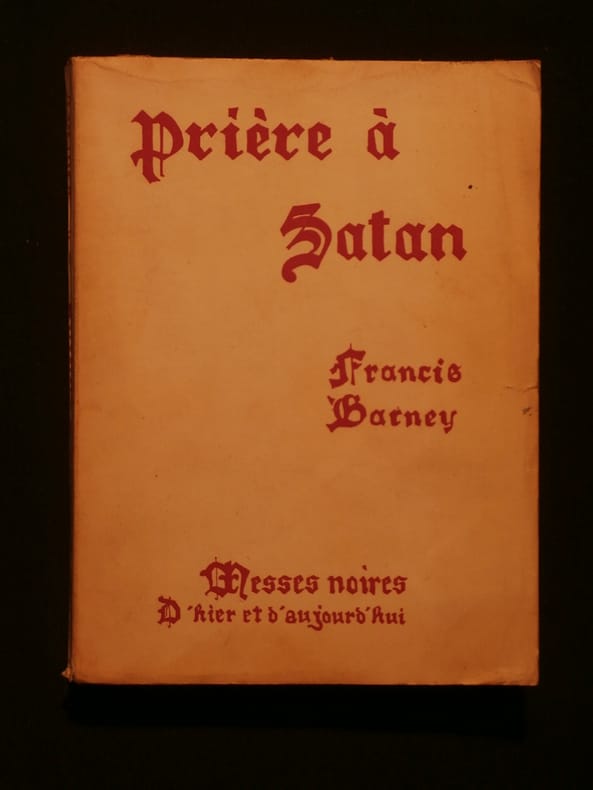 Prière à
Satan
Francis
Barney
Messes noires
D'hier et d'aujourd'hui